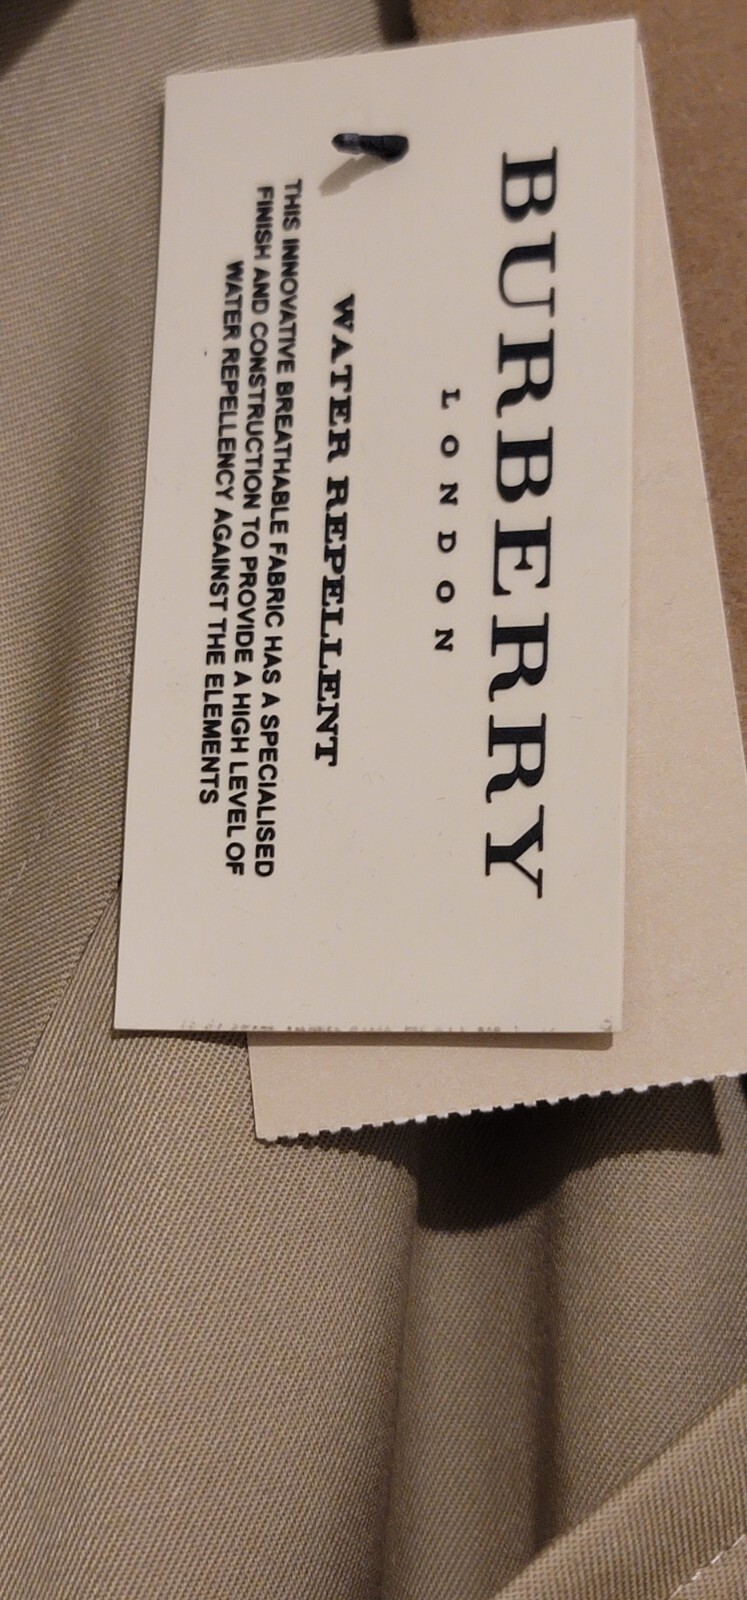 BURBERRY
LONDON
WATER REPELLENT
THIS INNOVATIVE BREATHABLE FABRIC HAS A SPECIALISED
FINISH AND CONSTRUCTION TO PROVIDE A HIGH LEVEL OF
WATER REPELLENCY AGAINST THE ELEMENTS